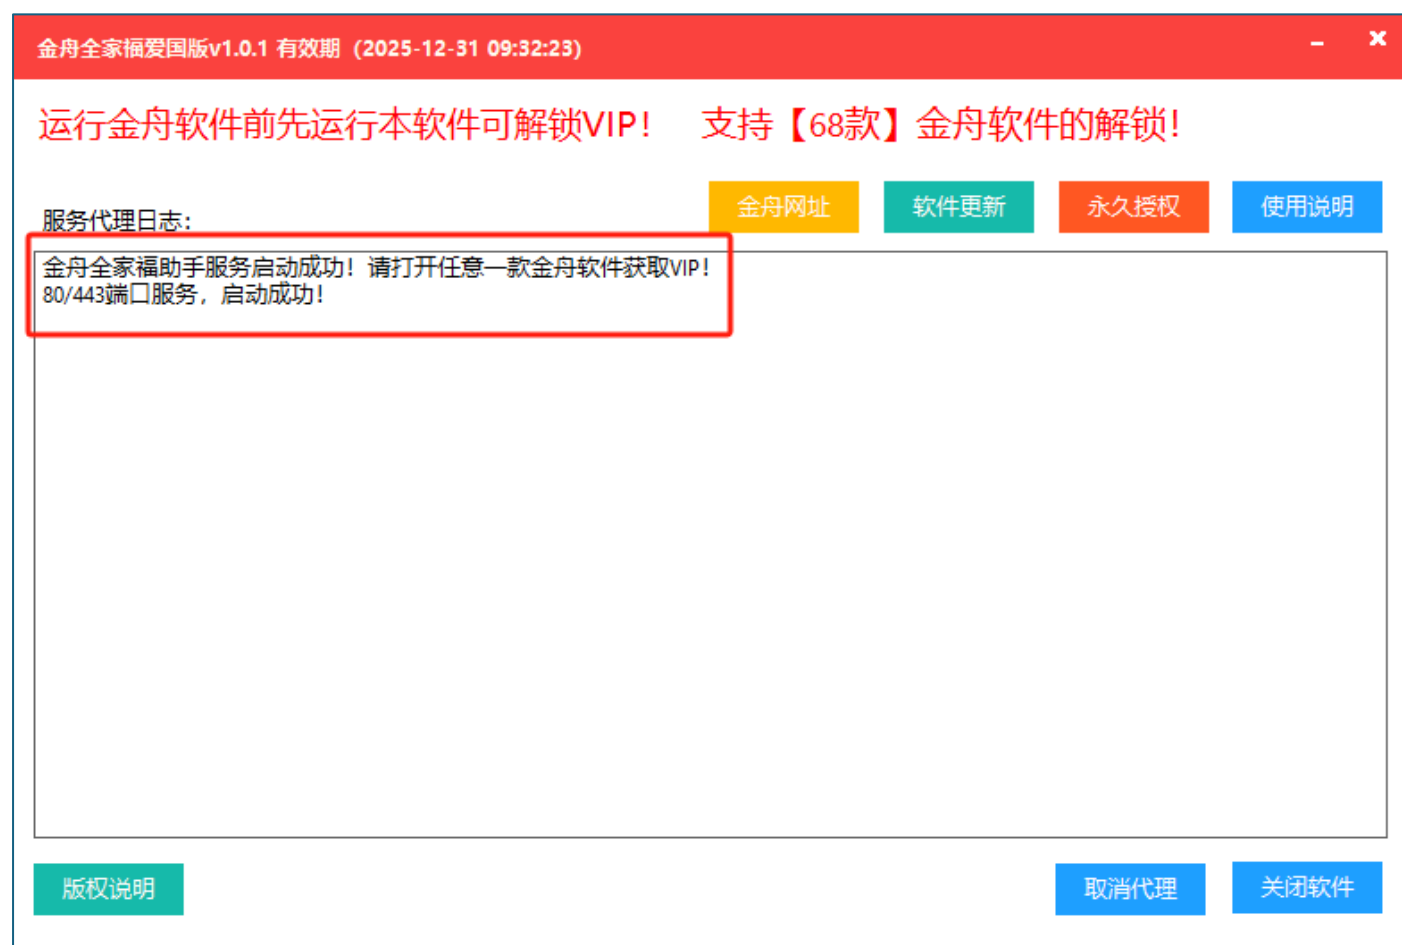 金舟全家福爱国版v1.0.1 有效期（2025-12-31 09:32:23）
运行金舟软件前先运行本软件可解锁VIP！ 支持【68款】金舟软件的解锁！
金舟网址 软件更新 永久授权 使用说明
服务代理日志：
金舟全家福助手服务启动成功！请打开任意一款金舟软件获取VIP！
80/443端口服务，启动成功！
版权说明 取消代理 关闭软件